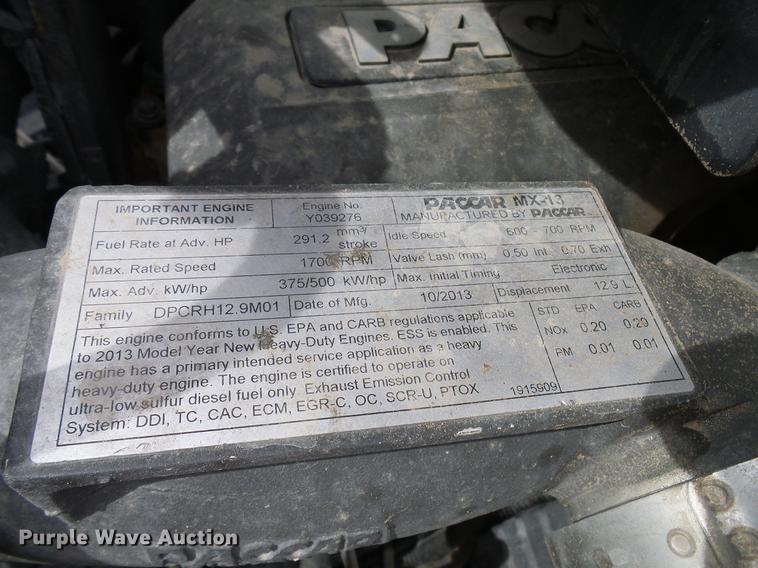 PACC
IMPORTANT ENGINE INFORMATION
Engine No. Y039276
PACCAR MX-13
MANUFACTURED BY PACCAR
Fuel Rate at Adv. HP 291.2 mm3/stroke
Idle Speed 600 - 700 RPM
Max. Rated Speed 1700 RPM
Valve Lash (mm) 0.50 Int. 0.70 Exh
Max. Adv. kW/hp 375/500 kW/hp
Max. Initial Timing Electronic
Family DPCRH12.9M01
Date of Mfg. 10/2013
Displacement 12.9 L.
This engine conforms to U.S. EPA and CARB regulations applicable
to 2013 Model Year New Heavy-Duty Engines. ESS is enabled. This
engine has a primary intended service application as a heavy
heavy-duty engine. The engine is certified to operate on
ultra-low sulfur diesel fuel only Exhaust Emission Control
System: DDI, TC, CAC, ECM, EGR-C, OC, SCR-U, PTOX
STD EPA CARB
NOx 0.20 0.20
PM 0.01 0.01
1915909
Purple Wave Auction